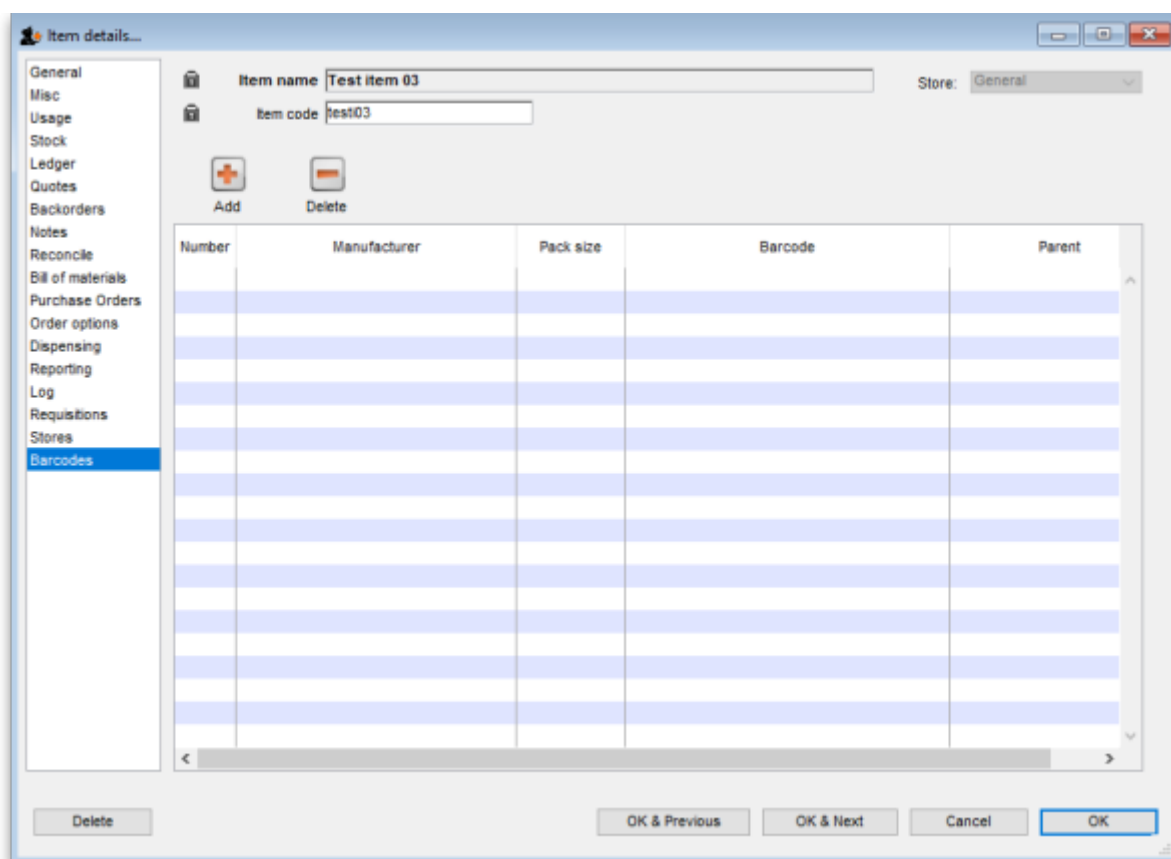 Item details...
General
Misc
Usage
Stock
Ledger
Quotes
Backorders
Notes
Reconcile
Bill of materials
Purchase Orders
Order options
Dispensing
Reporting
Log
Requisitions
Stores
Barcodes
Item name Test item 03
Store: General
Item code testi03
Add Delete
Number Manufacturer Pack size Barcode Parent
Delete OK & Previous OK & Next Cancel OK